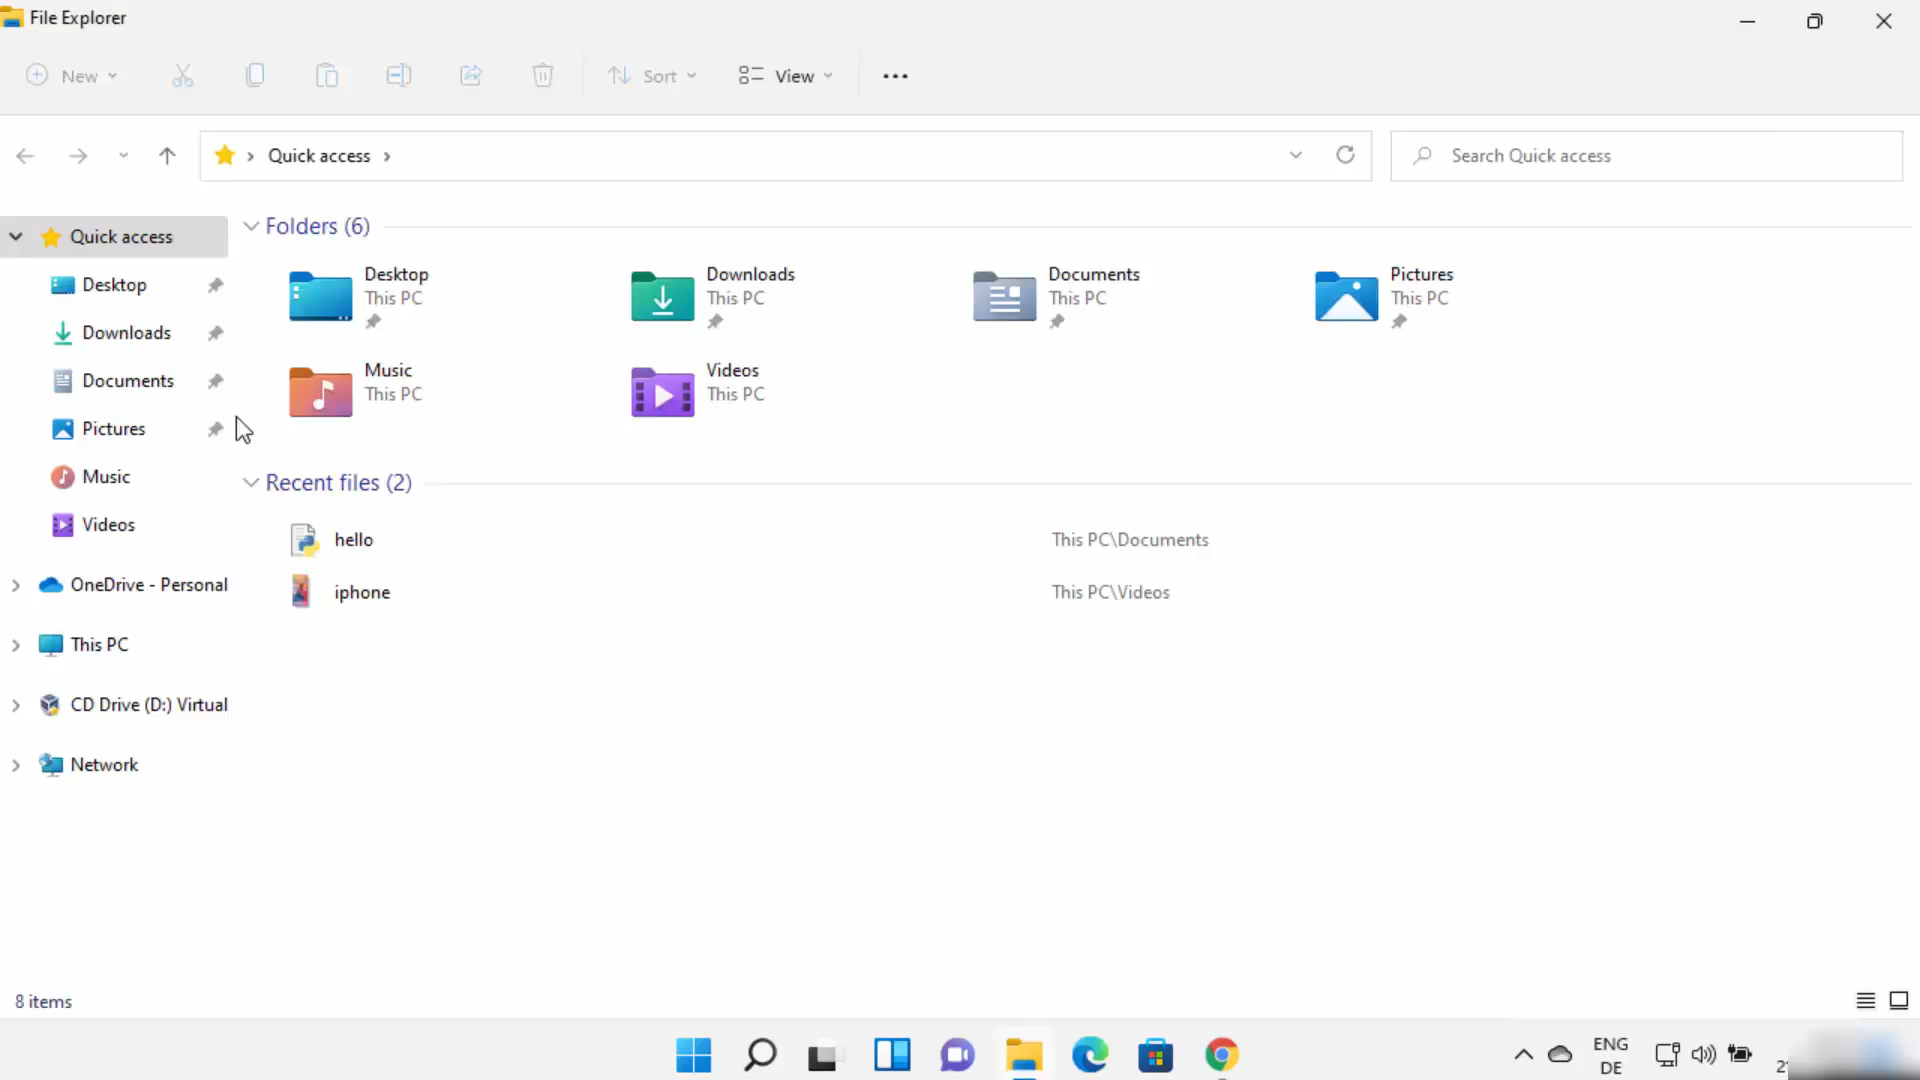 File Explorer
New
Sort
View
Quick access
Search Quick access
Quick access
Desktop
Downloads
Documents
Pictures
Music
Videos
OneDrive - Personal
This PC
CD Drive (D:) Virtual
Network
Folders (6)
Desktop
This PC
Downloads
This PC
Documents
This PC
Pictures
This PC
Music
This PC
Videos
This PC
Recent files (2)
hello
This PC\Documents
iphone
This PC\Videos
8 items
ENG
DE